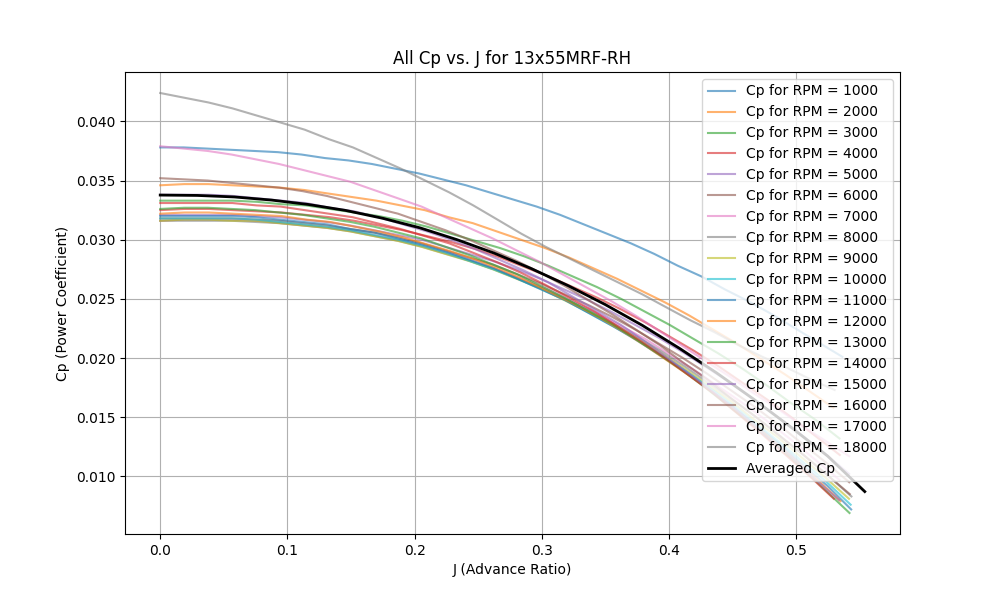 All Cp vs. J for 13x55MRF-RH
Cp (Power Coefficient)
0.040
0.035
0.030
0.025
0.020
0.015
0.010
0.0 0.1 0.2 0.3 0.4 0.5
J (Advance Ratio)
Cp for RPM = 1000
Cp for RPM = 2000
Cp for RPM = 3000
Cp for RPM = 4000
Cp for RPM = 5000
Cp for RPM = 6000
Cp for RPM = 7000
Cp for RPM = 8000
Cp for RPM = 9000
Cp for RPM = 10000
Cp for RPM = 11000
Cp for RPM = 12000
Cp for RPM = 13000
Cp for RPM = 14000
Cp for RPM = 15000
Cp for RPM = 16000
Cp for RPM = 17000
Cp for RPM = 18000
Averaged Cp